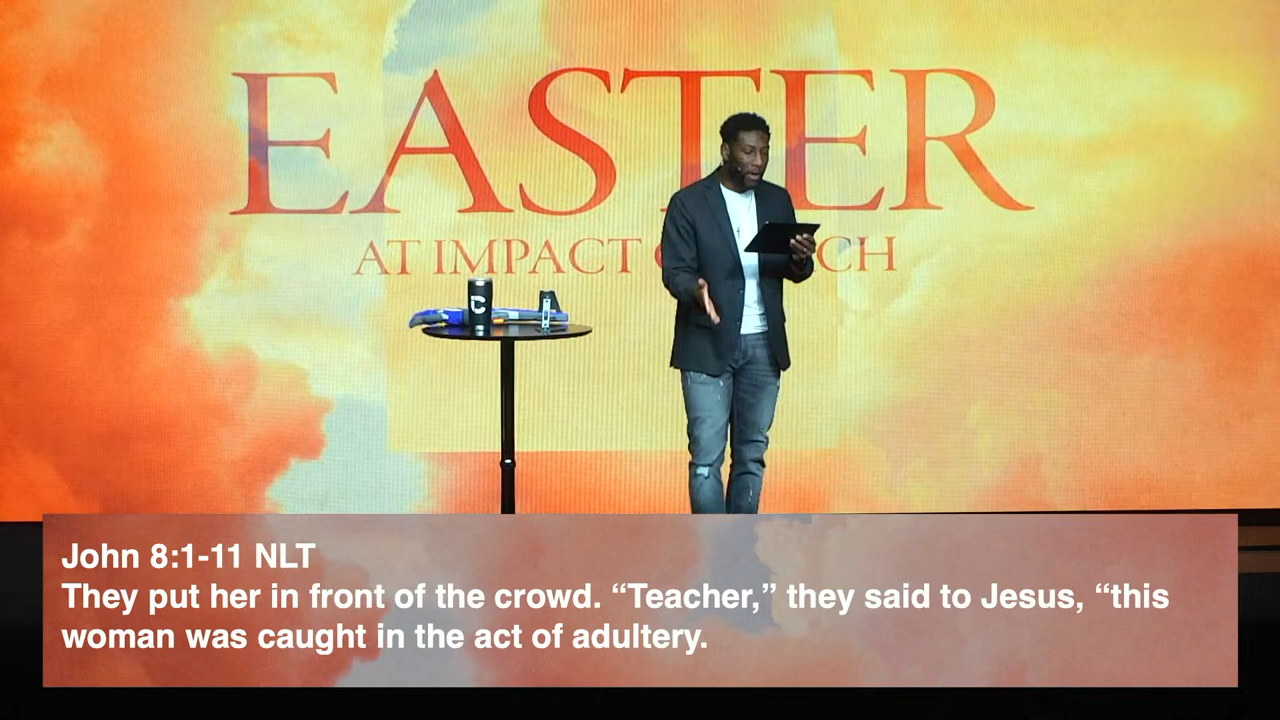 EASTER
AT IMPACT CH
John 8:1-11 NLT
They put her in front of the crowd. “Teacher,” they said to Jesus, “this
woman was caught in the act of adultery.